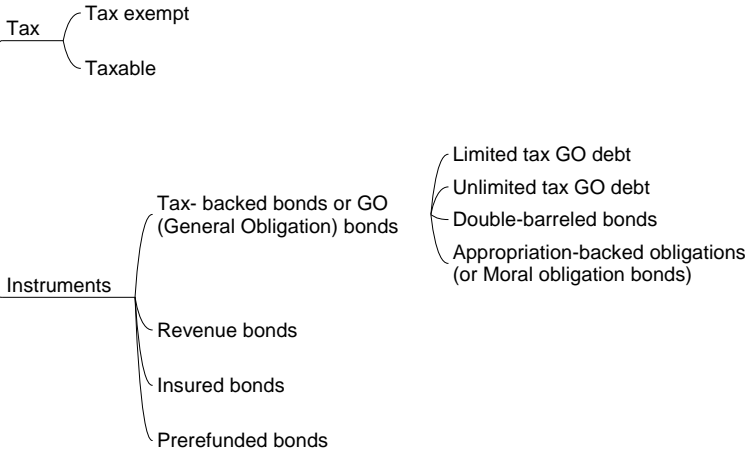 Tax
Tax exempt
Taxable
Instruments
Tax- backed bonds or GO
(General Obligation) bonds
Limited tax GO debt
Unlimited tax GO debt
Double-barreled bonds
Appropriation-backed obligations
(or Moral obligation bonds)
Revenue bonds
Insured bonds
Prerefunded bonds